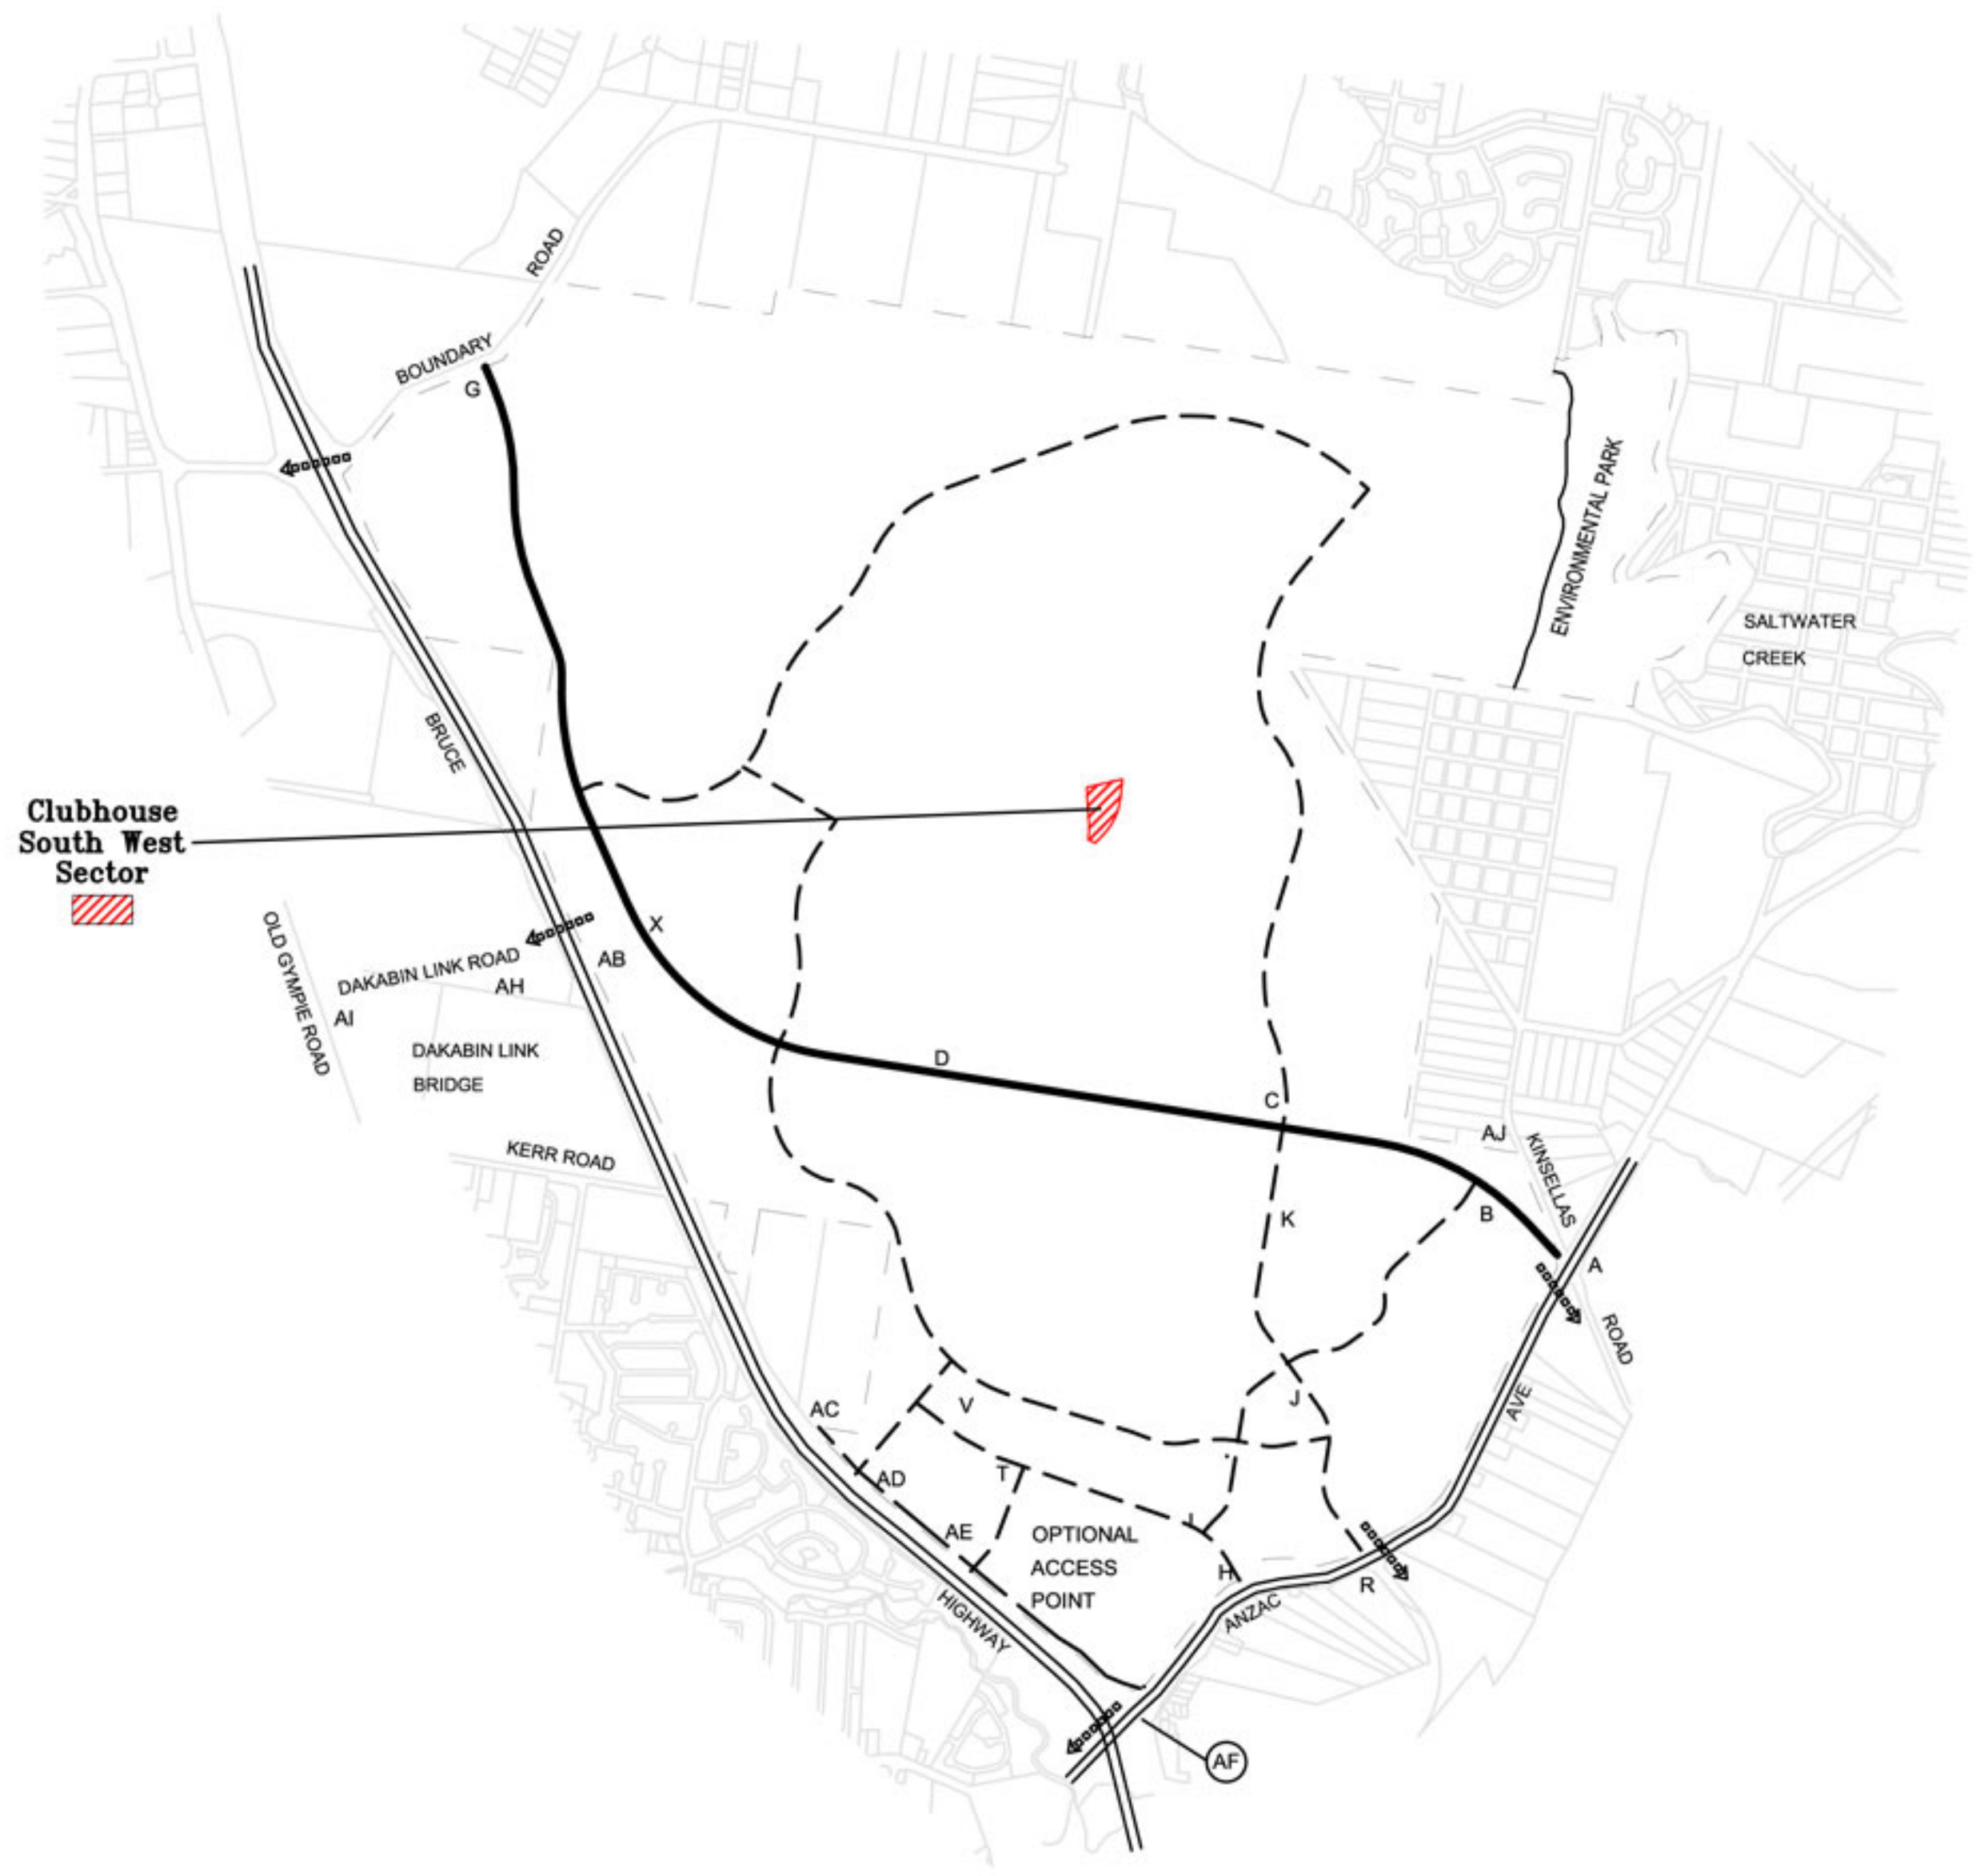 ROAD
BOUNDARY
G
ENVIRONMENTAL PARK
SALTWATER
CREEK
BRUCE
Clubhouse
South West
Sector
OLD GYMPIE ROAD
X
AB
DAKABIN LINK ROAD
AH
AI
DAKABIN LINK
BRIDGE
D
C
AJ
KINSELLAS
KERR ROAD
K
B
A
ROAD
AVE
J
V
AC
T
AD
I
AE
OPTIONAL
ACCESS
POINT
H
R
ANZAC
HIGHWAY
AF